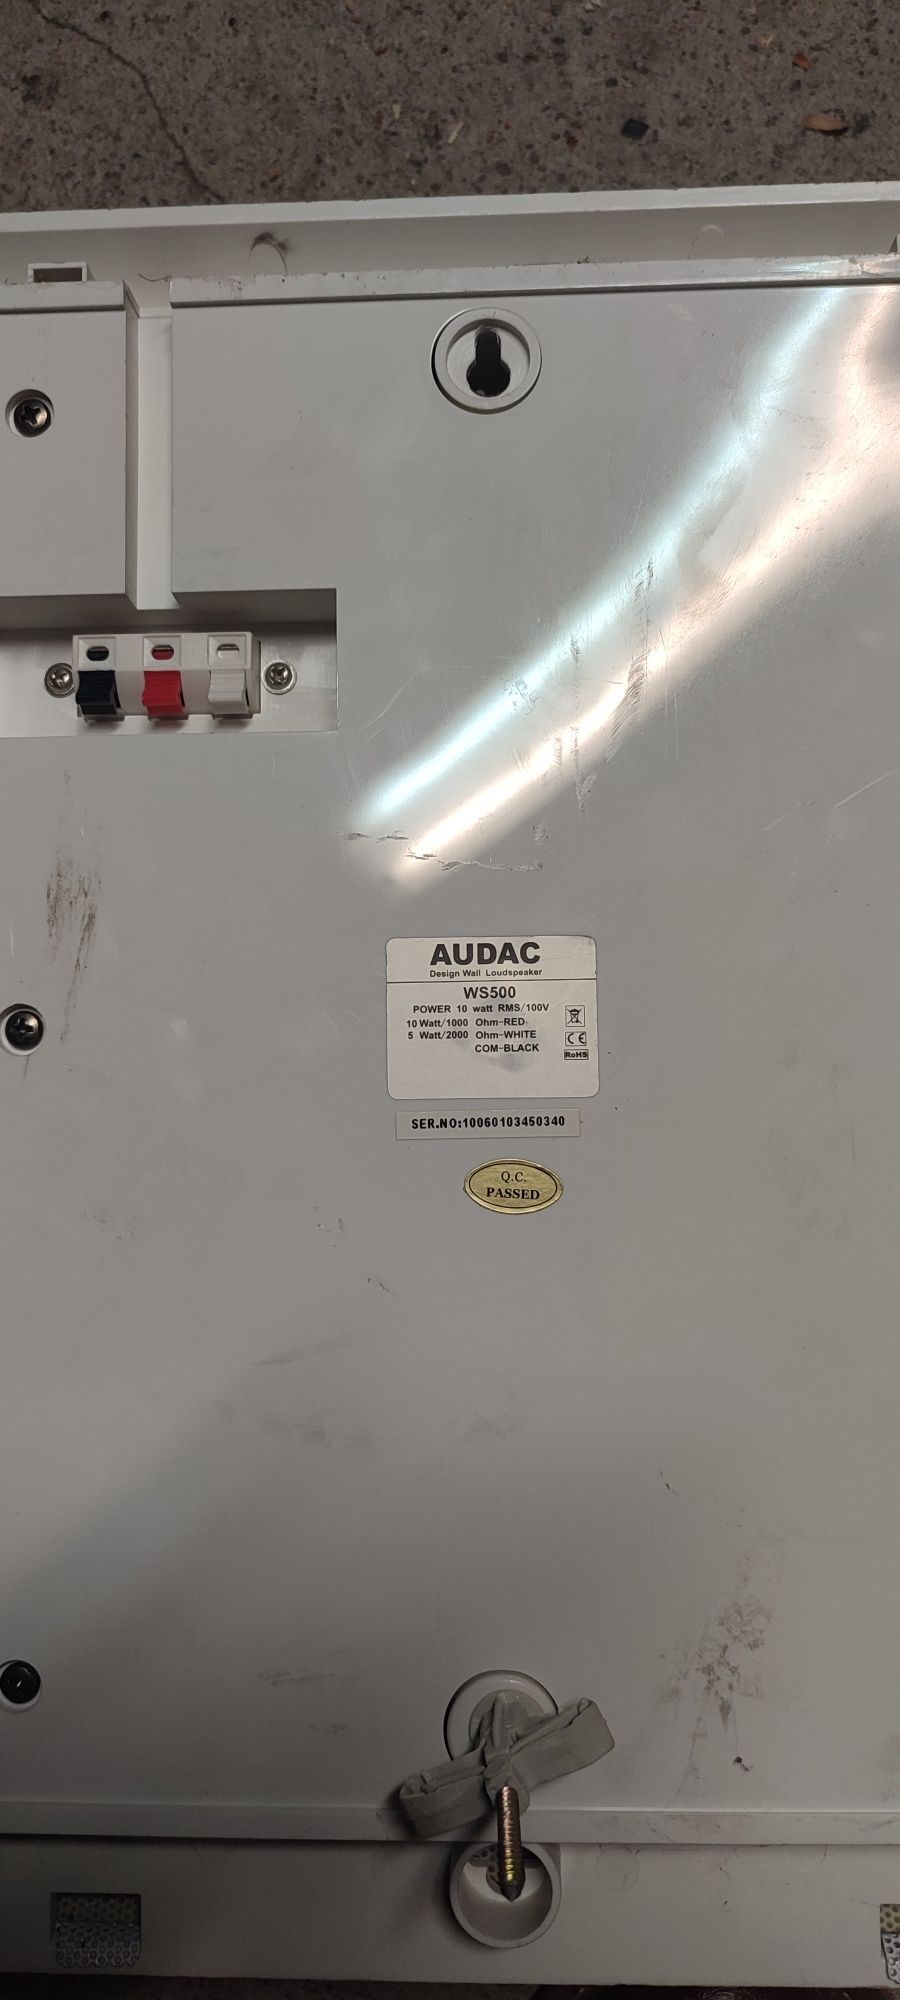 AUDAC
Design Wall Loudspeaker
WS500
POWER 10 watt RMS/100V
10 Watt/1000 Ohm-RED
5 Watt/2000 Ohm-WHITE
COM-BLACK
CE
RoHS
SER.NO:10060103450340
Q.C.
PASSED